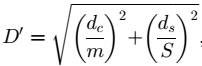 $D' = \sqrt{\left(\frac{d_c}{m}\right)^2 + \left(\frac{d_s}{S}\right)^2},$